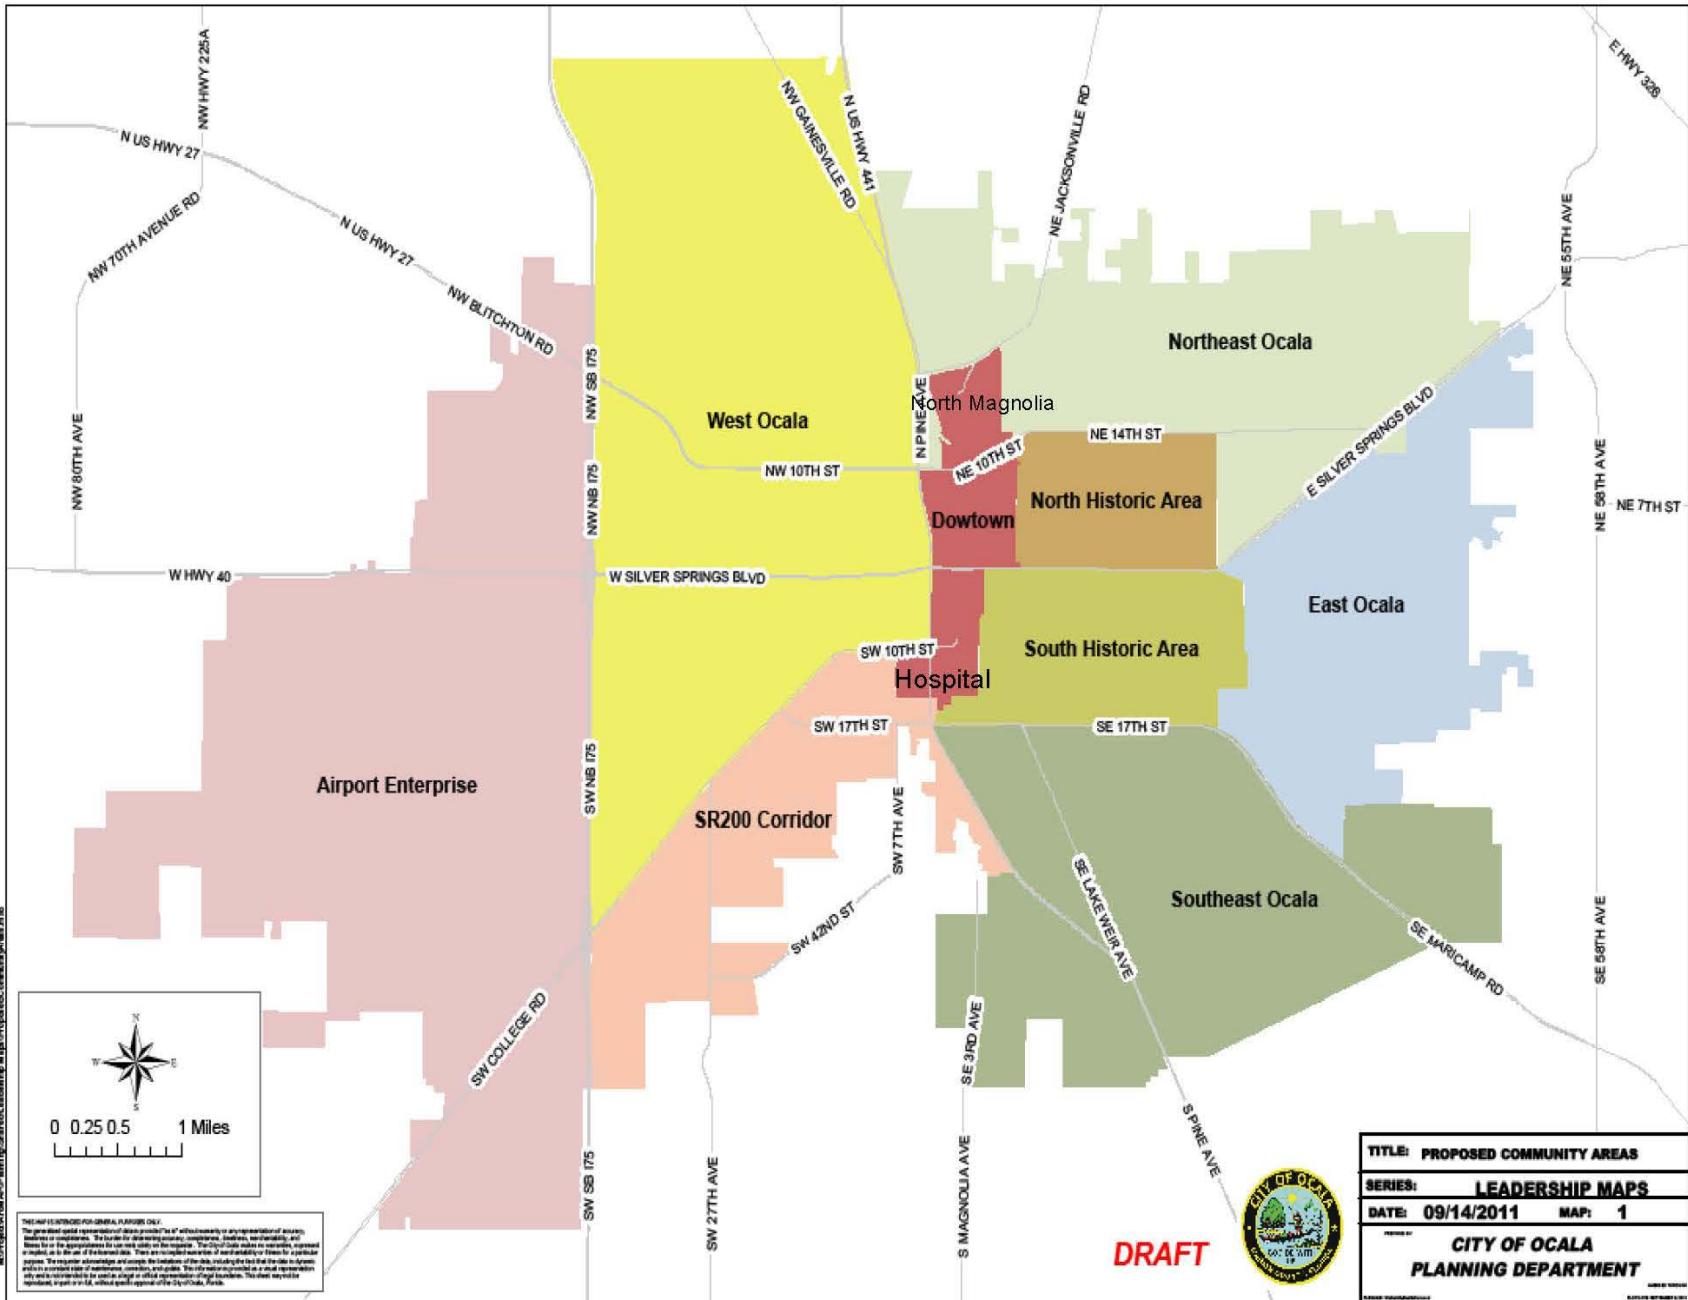 NW HWY 225A
E HWY 326
N US HWY 27
NW GAINESVILLE RD
N US HWY 441
NE JACKSONVILLE RD
NW 70TH AVENUE RD
N US HWY 27
NE 55TH AVE
NW BLITCHTON RD
Northeast Ocala
NW SB I75
West Ocala
N PINE AVE
North Magnolia
NE 14TH ST
E SILVER SPRINGS BLVD
NW 80TH AVE
NW NB I75
NW 10TH ST
NE 10TH ST
North Historic Area
Dowtown
NE 58TH AVE
NE 7TH ST
W HWY 40
W SILVER SPRINGS BLVD
East Ocala
SW 10TH ST
South Historic Area
Hospital
SW 17TH ST
SE 17TH ST
Airport Enterprise
SW NB I75
SR200 Corridor
SW 7TH AVE
SE LAKE WEIR AVE
Southeast Ocala
SW 42ND ST
SE MARICAMP RD
SE 58TH AVE
SW COLLEGE RD
SE 3RD AVE
N
W E
S
0 0.25 0.5 1 Miles
SW SB I75
SW 27TH AVE
S MAGNOLIA AVE
S PINE AVE
THIS MAP IS INTENDED FOR GENERAL PURPOSES ONLY.
DRAFT
CITY OF OCALA
TITLE: PROPOSED COMMUNITY AREAS
SERIES: LEADERSHIP MAPS
DATE: 09/14/2011 MAP: 1
CITY OF OCALA
PLANNING DEPARTMENT